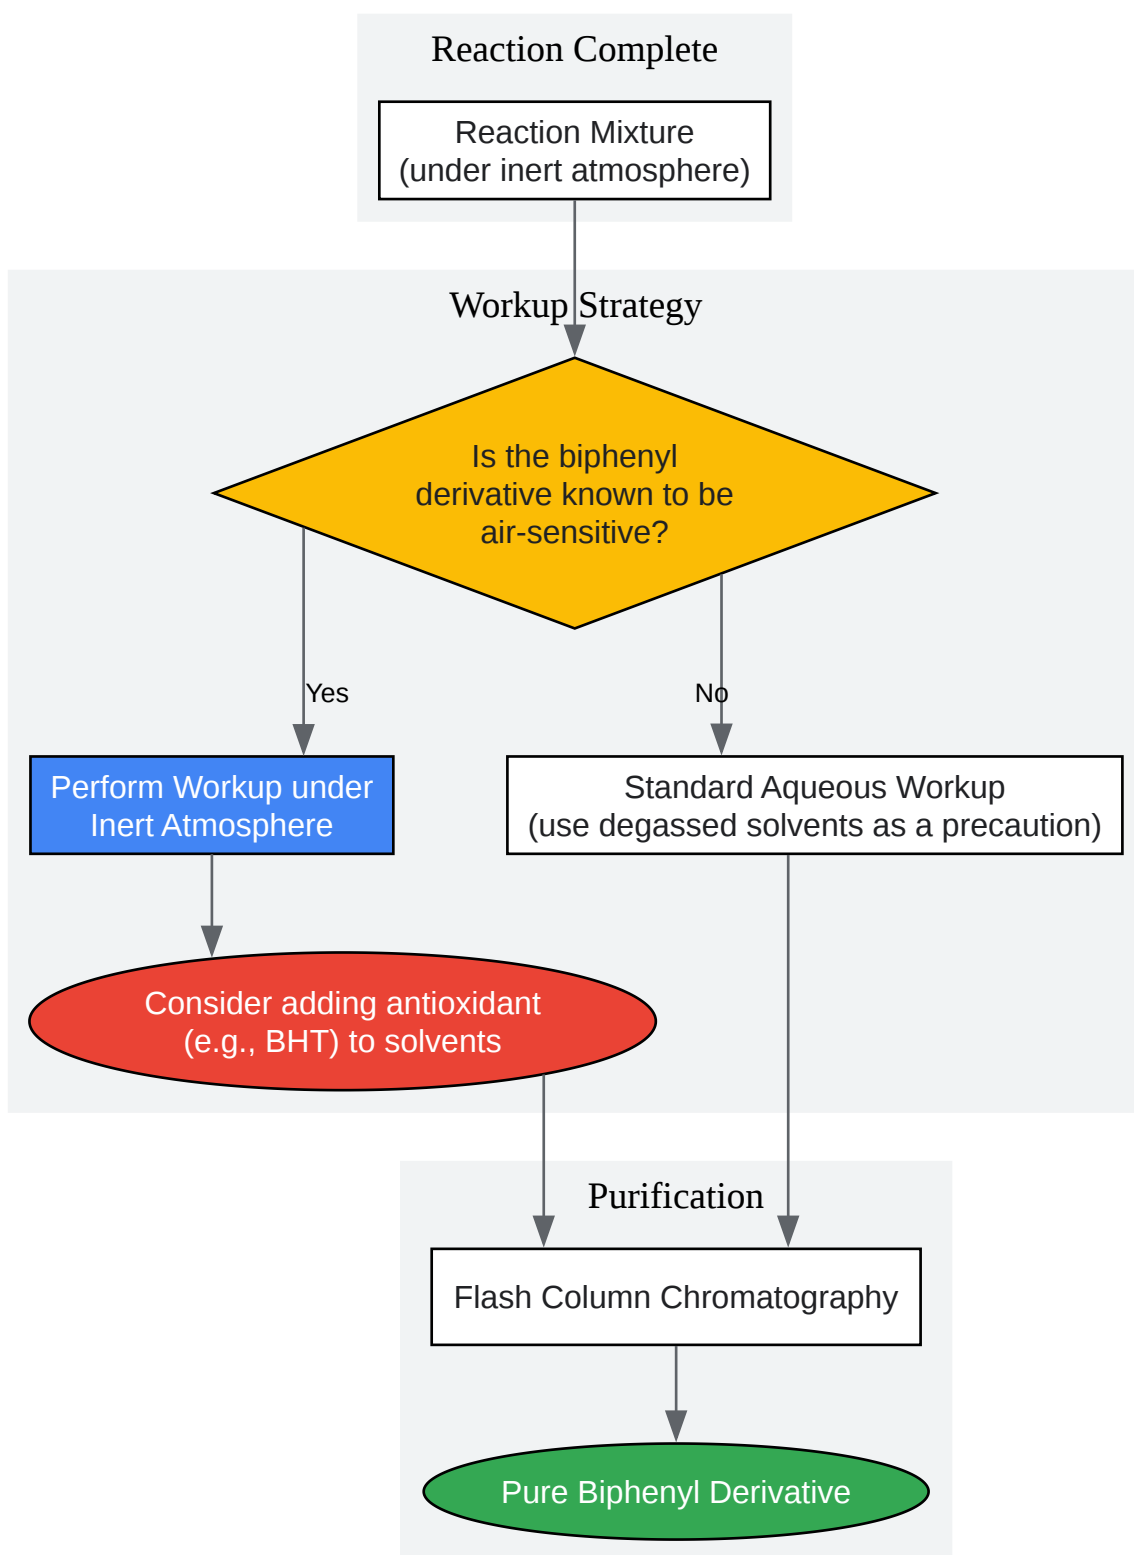 Reaction Complete
Reaction Mixture
(under inert atmosphere)
Workup Strategy
Is the biphenyl
derivative known to be
air-sensitive?
Yes
No
Perform Workup under
Inert Atmosphere
Standard Aqueous Workup
(use degassed solvents as a precaution)
Consider adding antioxidant
(e.g., BHT) to solvents
Purification
Flash Column Chromatography
Pure Biphenyl Derivative